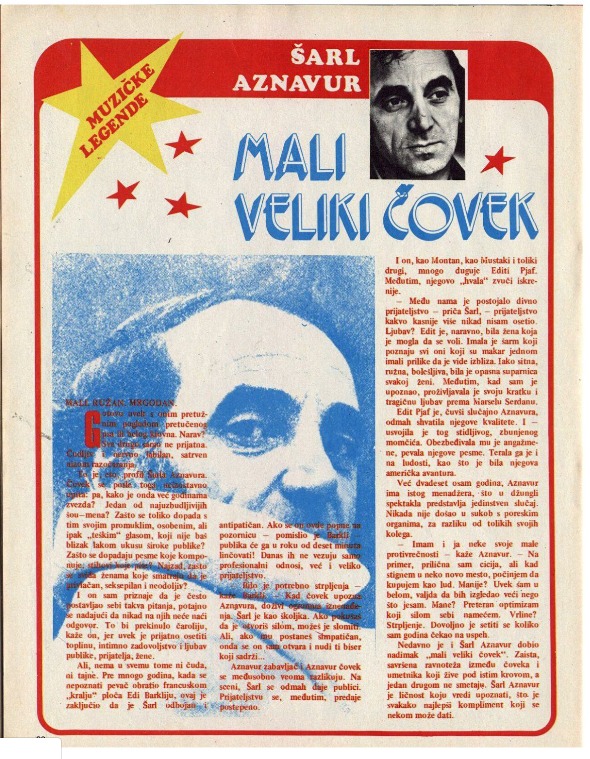 MUZIČKE
LEGENDE
ŠARL
AZNAVUR
MALI
VELIKI ČOVEK
MALI, RUŽAN, MRGODAN.
Gotovo uvek s onim pretuž-
nim pogledom pretučenog
psa ili belog klovna. Narav?
Sve drugo samo ne prijatna.
Ćudljiv i nervno labilan, satrven
nizom razočaranja.
To je, eto, profil Šarla Aznavura.
Čovek se posle toga jednostavno
upita: pa, kako je onda već godinama
zvezda? Jedan od najuzbudljivijih
šou—mena? Zašto se toliko dopada s
tim svojim promuklim, osobenim, ali
ipak „teškim“ glasom, koji nije baš
blizak lakom ukusu široke publike?
Zašto se dopadaju pesme koje kompo-
nuje, stihovi koje piše? Najzad, zašto
se sviđa ženama koje smatraju da je
privlačan, seksepilan i neodoljiv?
I on sam priznaje da je često
postavljao sebi takva pitanja, potajno
se nadajući da nikad na njih neće naći
odgovor. To bi prekinulo čaroliju,
kaže on, jer uvek je prijatno osetiti
toplinu, intimno zadovoljstvo i ljubav
publike, prijatelja, žene.
Ali, nema u svemu tome ni čuda,
ni tajne. Pre mnogo godina, kada se
nepoznati pevač obratio francuskom
„kralju“ ploča Edi Barkliju, ovaj je
zaključio da je Šarl odbojan i
antipatičan. Ako se on ovde popne na
pozornicu — pomislio je Barkli —
publika će ga u roku od deset minuta
linčovati! Danas ih ne vezuju samo
profesionalni odnosi, već i veliko
prijateljstvo.
— Bilo je potrebno strpljenja —
kaže Barkli. — Kad čovek upozna
Aznavura, doživi ogromna iznenađe-
nja. Šarl je kao školjka. Ako pokušaš
da je otvoriš silom, možeš je slomiti.
Ali, ako mu postaneš simpatičan,
onda se on sam otvara i nudi ti biser
koji sadrži...
Aznavur zabavljač i Aznavur čovek
se međusobno veoma razlikuju. Na
sceni, Šarl se odmah daje publici.
Prijateljstvu se, međutim, predaje
postepeno.
I on, kao Montan, kao Mustaki i toliki
drugi, mnogo duguje Editi Pjaf.
Međutim, njegovo „hvala“ zvuči iskre-
nije.
— Među nama je postojalo divno
prijateljstvo — priča Šarl, — prijateljstvo
kakvo kasnije više nikad nisam osetio.
Ljubav? Edit je, naravno, bila žena koja
je mogla da se voli. Imala je šarm koji
poznaju svi oni koji su makar jednom
imali prilike da je vide izbliza. Iako sitna,
ružna, bolešljiva, bila je opasna suparnica
svakoj ženi. Međutim, kad sam je
upoznao, proživljavala je svoju kratku i
tragičnu ljubav prema Marselu Serdanu.
Edit Pjaf je, čuvši slučajno Aznavura,
odmah shvatila njegove kvalitete. I —
usvojila je tog stidljivog, zbunjenog
momčića. Obezbeđivala mu je angažma-
ne, pevala njegove pesme. Terala ga je i
na ludosti, kao što je bila njegova
američka avantura.
Već dvadeset osam godina, Aznavur
ima istog menadžera, što u džungli
spektakla predstavlja jedinstven slučaj.
Nikada nije došao u sukob s poreskim
organima, za razliku od tolikih svojih
kolega.
— Imam i ja neke svoje male
protivrečnosti — kaže Aznavur. — Na
primer, prilična sam cicija, ali kad
stignem u neko novo mesto, počinjem da
kupujem kao lud. Manije? Uvek sam u
belom, valjda da bih izgledao veći nego
što jesam. Mane? Preteran optimizam
koji silom sebi namećem. Vrline?
Strpljenje. Dovoljno je setiti se koliko
sam godina čekao na uspeh.
Nedavno je i Šarl Aznavur dobio
nadimak „mali veliki čovek“. Zaista,
savršena ravnoteža između čoveka i
umetnika koji žive pod istim krovom, a
jedan drugom ne smetaju. Šarl Aznavur
je ličnost koju vredi upoznati, što je
svakako najlepši kompliment koji se
nekom može dati.